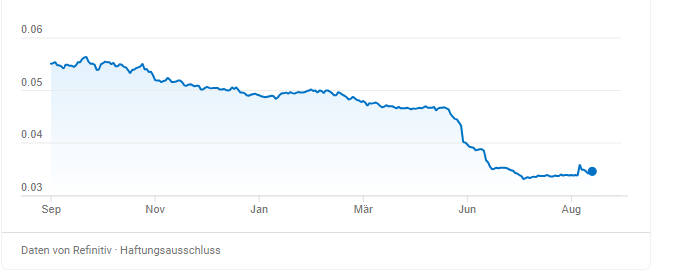 0.06
0.05
0.04
0.03
Sep Nov Jan Mär Jun Aug
Daten von Refinitiv · Haftungsausschluss